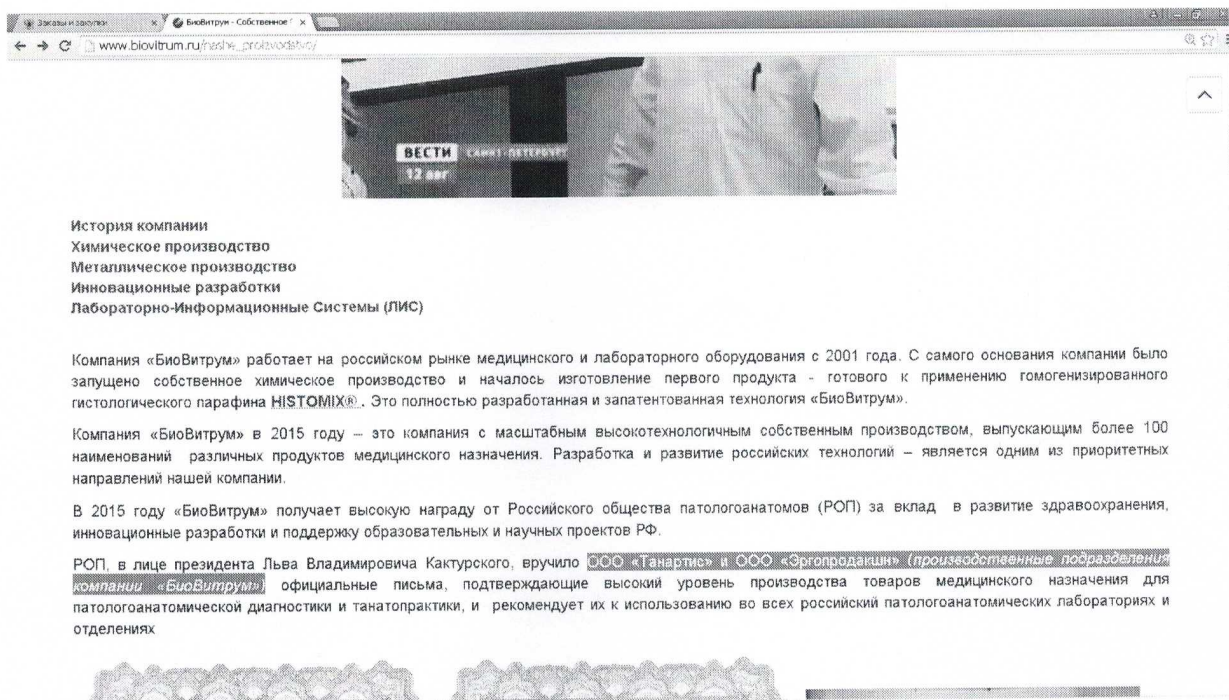 Заказы и закупки
БиоВитрум - Собственное
www.biovitrum.ru/nashe_proizvodstvo/
ВЕСТИ САНКТ-ПЕТЕРБУРГ
12 авг
История компании
Химическое производство
Металлическое производство
Инновационные разработки
Лабораторно-Информационные Системы (ЛИС)
Компания «БиоВитрум» работает на российском рынке медицинского и лабораторного оборудования с 2001 года. С самого основания компании было
запущено собственное химическое производство и началось изготовление первого продукта - готового к применению гомогенизированного
гистологического парафина HISTOMIX®. Это полностью разработанная и запатентованная технология «БиоВитрум».
Компания «БиоВитрум» в 2015 году – это компания с масштабным высокотехнологичным собственным производством, выпускающим более 100
наименований различных продуктов медицинского назначения. Разработка и развитие российских технологий – является одним из приоритетных
направлений нашей компании.
В 2015 году «БиоВитрум» получает высокую награду от Российского общества патологоанатомов (РОП) за вклад в развитие здравоохранения,
инновационные разработки и поддержку образовательных и научных проектов РФ.
РОП, в лице президента Льва Владимировича Кактурского, вручило ООО «Танартис» и ООО «Эргопродакшн» (производственные подразделения
компании «БиоВитрум») официальные письма, подтверждающие высокий уровень производства товаров медицинского назначения для
патологоанатомической диагностики и танатопрактики, и рекомендует их к использованию во всех российский патологоанатомических лабораториях и
отделениях